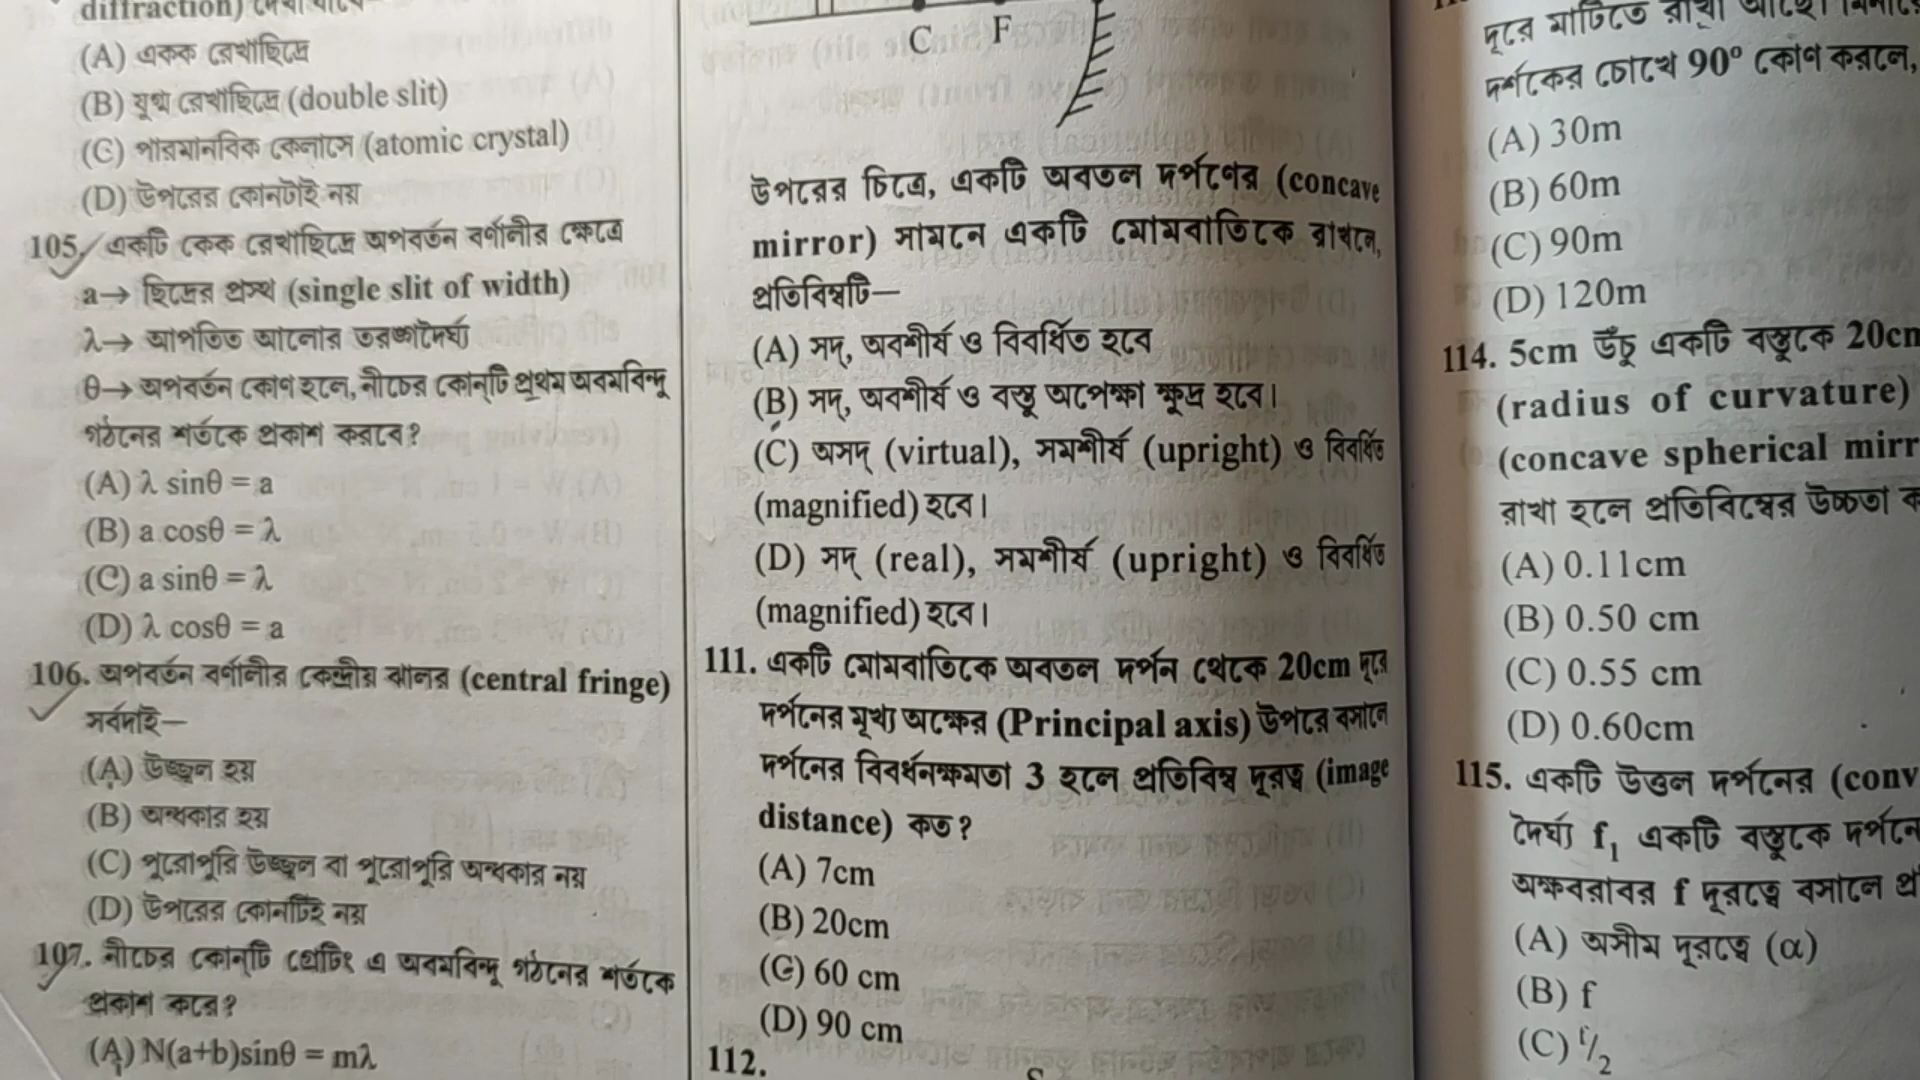 diffraction)
(A) একক রেখাছিদ্রে
(B) যুগ্ম রেখাছিদ্রে (double slit)
(C) পারমানবিক কেলাসে (atomic crystal)
(D) উপরের কোনটাই নয়
105. একটি কেক রেখাছিদ্রে অপবর্তন বর্ণালীর ক্ষেত্রে
a→ ছিদ্রের প্রস্থ (single slit of width)
λ→ আপতিত আলোর তরঙ্গদৈর্ঘ্য
θ→ অপবর্তন কোণ হলে, নীচের কোন্‌টি প্রথম অবমবিন্দু
গঠনের শর্তকে প্রকাশ করবে?
(A) λ sinθ = a
(B) a cosθ = λ
(C) a sinθ = λ
(D) λ cosθ = a
106. অপবর্তন বর্ণালীর কেন্দ্রীয় ঝালর (central fringe)
সর্বদাই—
(A) উজ্জ্বল হয়
(B) অন্ধকার হয়
(C) পুরোপুরি উজ্জ্বল বা পুরোপুরি অন্ধকার নয়
(D) উপরের কোনটিই নয়
107. নীচের কোন্‌টি গ্রেটিং এ অবমবিন্দু গঠনের শর্তকে
প্রকাশ করে?
(A) N(a+b)sinθ = mλ
C F
উপরের চিত্রে, একটি অবতল দর্পণের (concave
mirror) সামনে একটি মোমবাতিকে রাখলে,
প্রতিবিম্বটি—
(A) সদ্, অবশীর্ষ ও বিবর্ধিত হবে
(B) সদ্, অবশীর্ষ ও বস্তু অপেক্ষা ক্ষুদ্র হবে।
(C) অসদ্ (virtual), সমশীর্ষ (upright) ও বিবর্ধিত
(magnified) হবে।
(D) সদ্ (real), সমশীর্ষ (upright) ও বিবর্ধিত
(magnified) হবে।
111. একটি মোমবাতিকে অবতল দর্পন থেকে 20cm দূরে
দর্পনের মূখ্য অক্ষের (Principal axis) উপরে বসালে
দর্পনের বিবর্ধনক্ষমতা 3 হলে প্রতিবিম্ব দূরত্ব (image
distance) কত?
(A) 7cm
(B) 20cm
(C) 60 cm
(D) 90 cm
112.
দূরে মাটিতে রাখা আছে।
দর্শকের চোখে 90° কোণ করলে,
(A) 30m
(B) 60m
(C) 90m
(D) 120m
114. 5cm উঁচু একটি বস্তুকে 20cm
(radius of curvature)
(concave spherical mirr
রাখা হলে প্রতিবিম্বের উচ্চতা ক
(A) 0.11cm
(B) 0.50 cm
(C) 0.55 cm
(D) 0.60cm
115. একটি উত্তল দর্পনের (conv
দৈর্ঘ্য f₁ একটি বস্তুকে দর্পনে
অক্ষবরাবর f দূরত্বে বসালে প্র
(A) অসীম দূরত্বে (α)
(B) f
(C) f/2